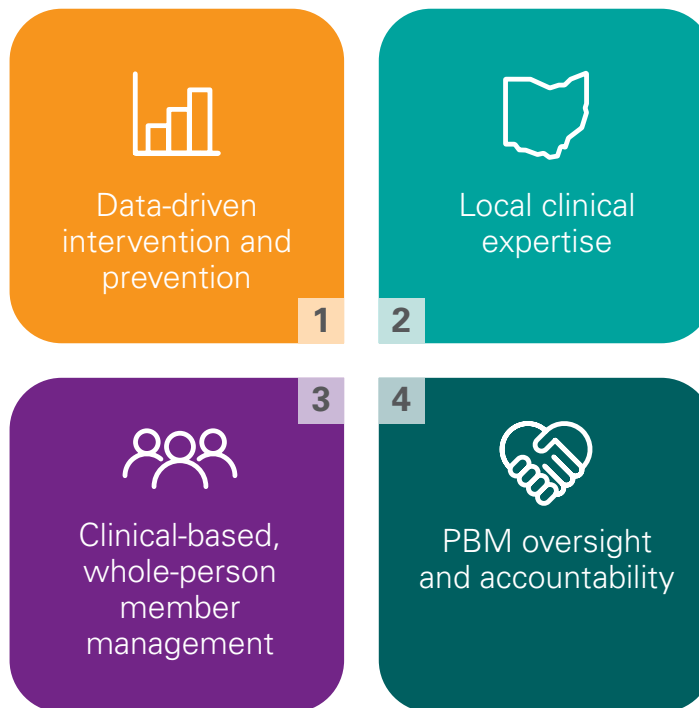 Data-driven
intervention and
prevention
1
Local clinical
expertise
2
3
Clinical-based,
whole-person
member
management
4
PBM oversight
and accountability